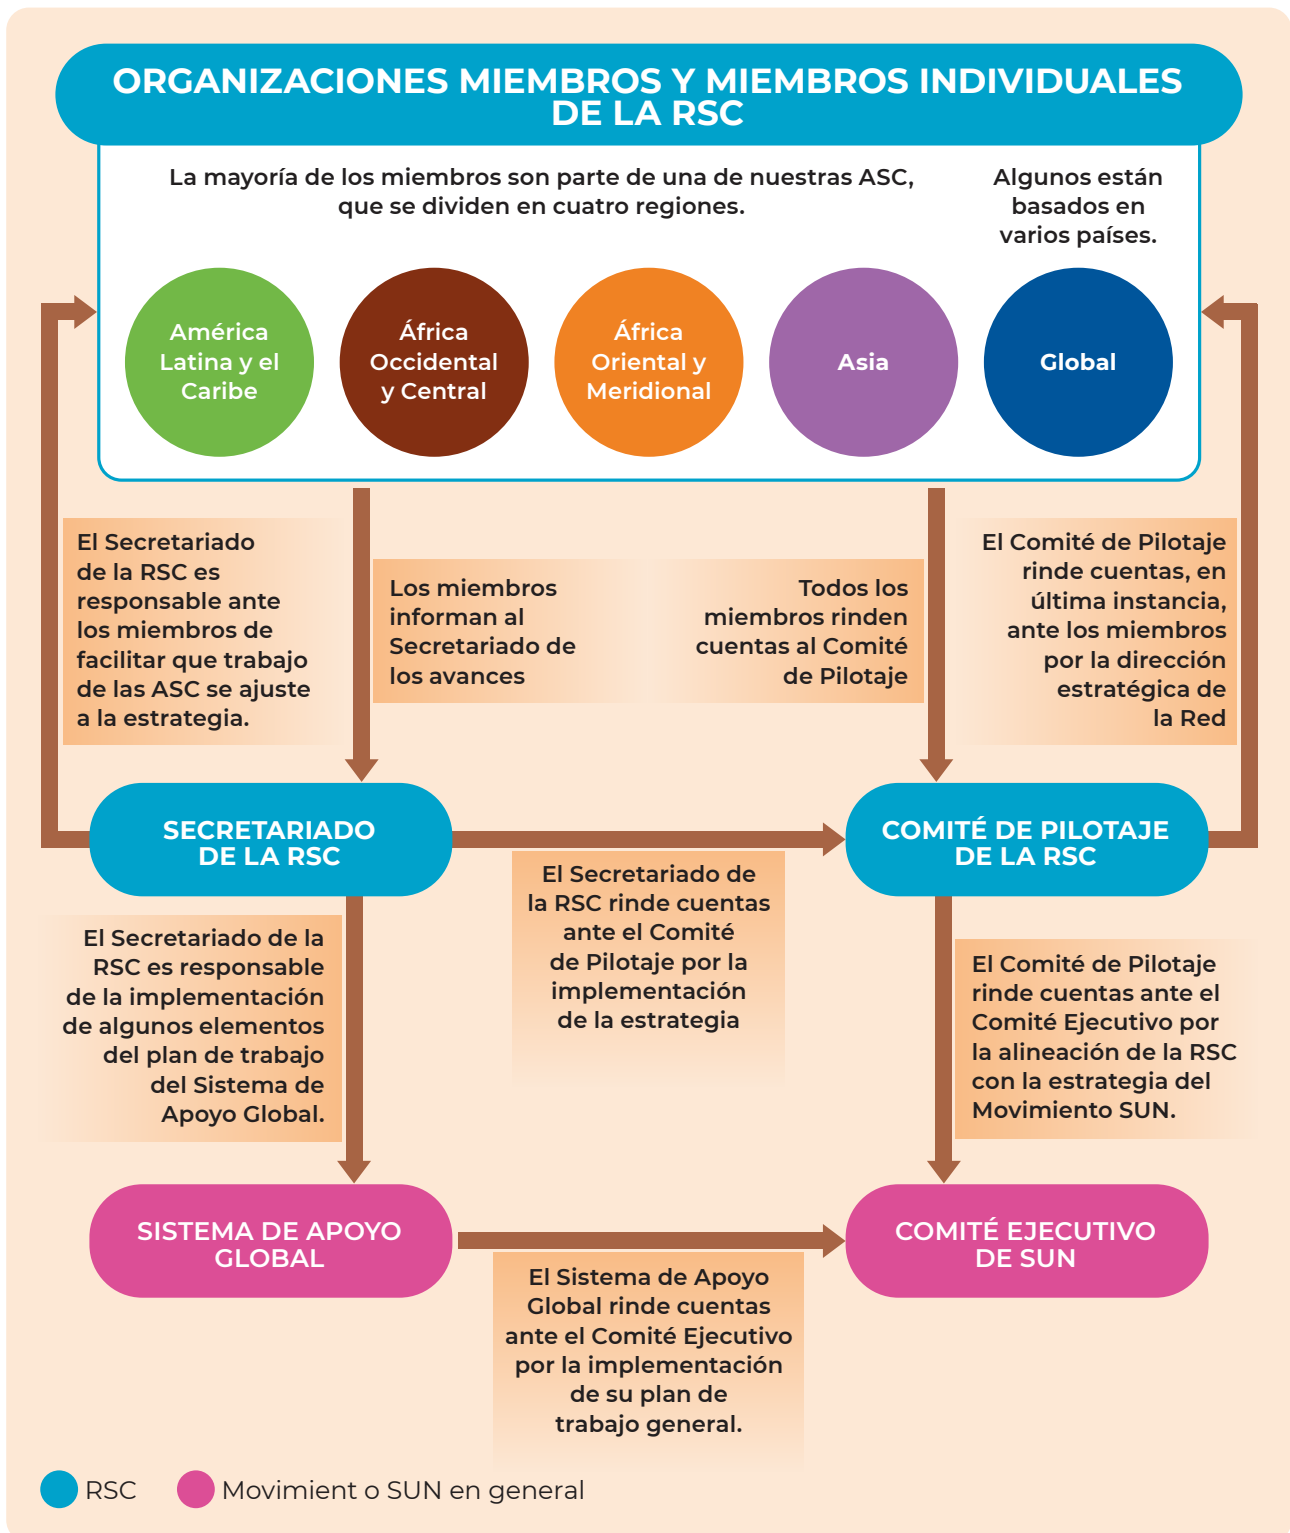 ORGANIZACIONES MIEMBROS Y MIEMBROS INDIVIDUALES
DE LA RSC
La mayoría de los miembros son parte de una de nuestras ASC,
que se dividen en cuatro regiones.
Algunos están
basados en
varios países.
América
Latina y el
Caribe
África
Occidental
y Central
África
Oriental y
Meridional
Asia
Global
El Secretariado
de la RSC es
responsable ante
los miembros de
facilitar que trabajo
de las ASC se ajuste
a la estrategia.
Los miembros
informan al
Secretariado de
los avances
Todos los
miembros rinden
cuentas al Comité
de Pilotaje
El Comité de Pilotaje
rinde cuentas, en
última instancia,
ante los miembros
por la dirección
estratégica de
la Red
SECRETARIADO
DE LA RSC
COMITÉ DE PILOTAJE
DE LA RSC
El Secretariado de
la RSC rinde cuentas
ante el Comité
de Pilotaje por la
implementación
de la estrategia
El Secretariado de la
RSC es responsable
de la implementación
de algunos elementos
del plan de trabajo
del Sistema de
Apoyo Global.
El Comité de Pilotaje
rinde cuentas ante el
Comité Ejecutivo por
la alineación de la RSC
con la estrategia del
Movimiento SUN.
SISTEMA DE APOYO
GLOBAL
COMITÉ EJECUTIVO
DE SUN
El Sistema de Apoyo
Global rinde cuentas
ante el Comité Ejecutivo
por la implementación
de su plan de
trabajo general.
RSC
Movimient o SUN en general